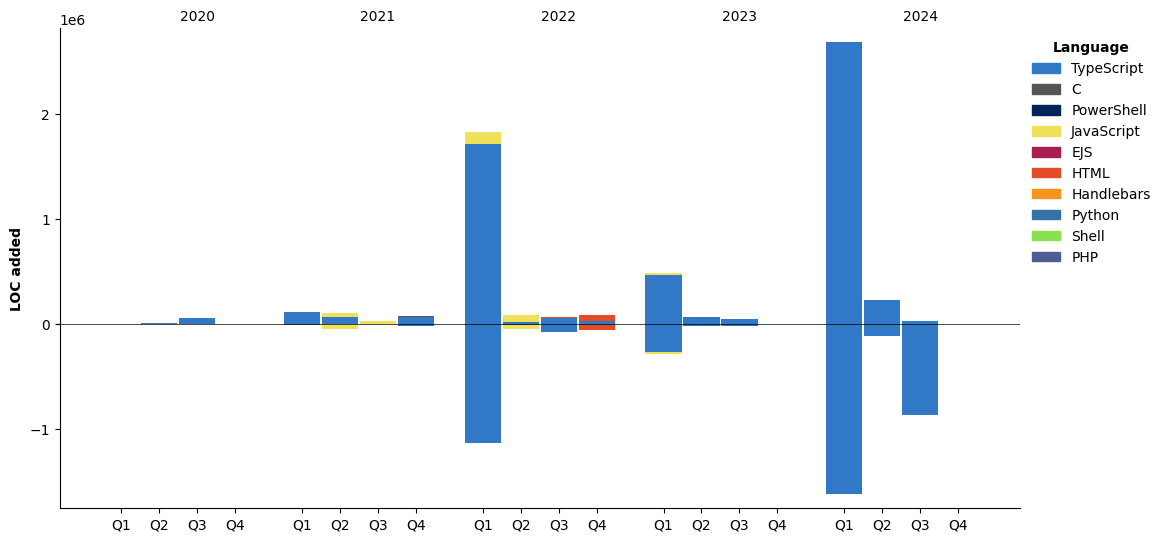 1e6
2020 2021 2022 2023 2024
Language
TypeScript
C
PowerShell
JavaScript
EJS
HTML
Handlebars
Python
Shell
PHP
LOC added
2
1
0
−1
Q1 Q2 Q3 Q4 Q1 Q2 Q3 Q4 Q1 Q2 Q3 Q4 Q1 Q2 Q3 Q4 Q1 Q2 Q3 Q4